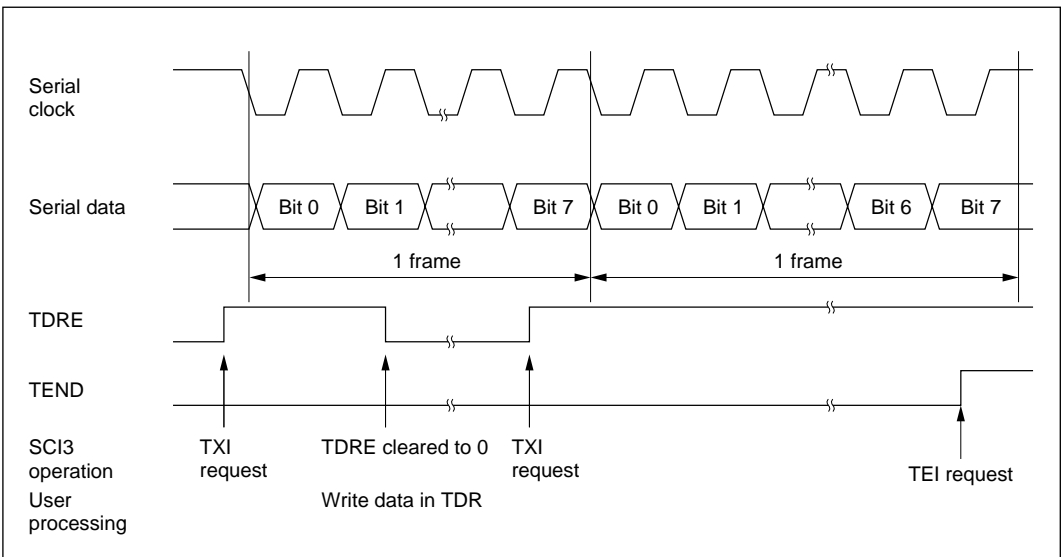 Serial
clock
Serial data
Bit 0
Bit 1
Bit 7
Bit 0
Bit 1
Bit 6
Bit 7
1 frame
1 frame
TDRE
TEND
SCI3
operation
TXI
request
TDRE cleared to 0
TXI
request
TEI request
User
processing
Write data in TDR